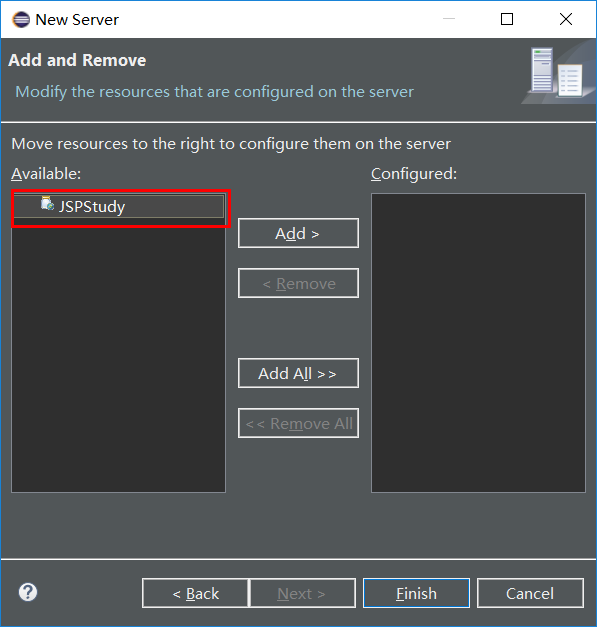 New Server
Add and Remove
Modify the resources that are configured on the server
Move resources to the right to configure them on the server
Available:
Configured:
JSPStudy
Add >
< Remove
Add All >>
<< Remove All
?
< Back
Next >
Finish
Cancel